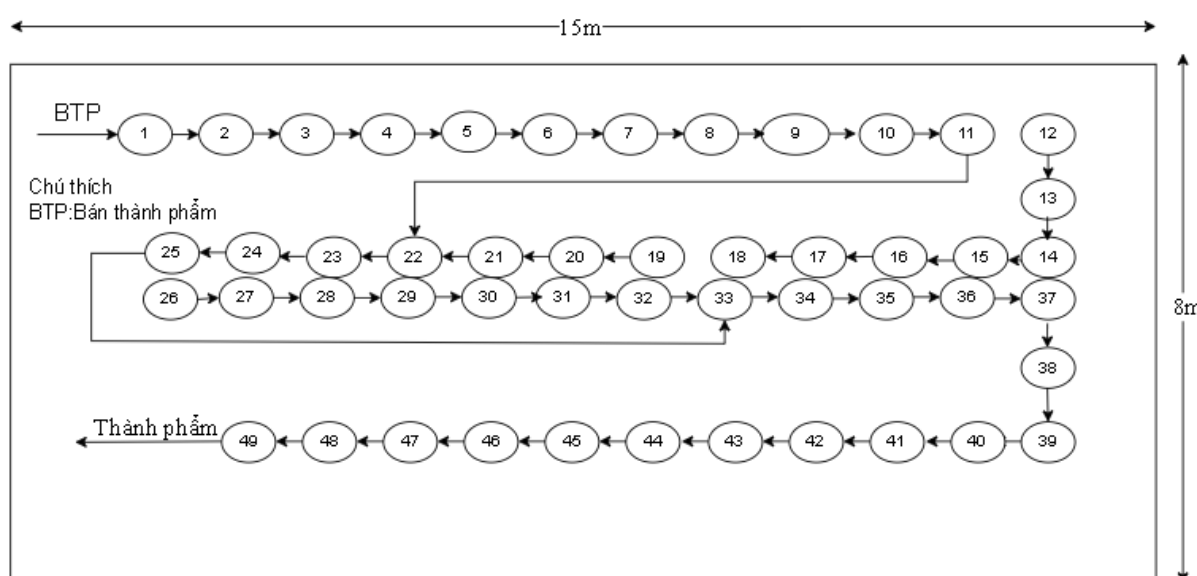 15m
BTP
1 2 3 4 5 6 7 8 9 10 11 12
13
Chú thích
BTP:Bán thành phẩm
25 24 23 22 21 20 19 18 17 16 15 14
26 27 28 29 30 31 32 33 34 35 36 37
8m
38
Thành phẩm
49 48 47 46 45 44 43 42 41 40 39